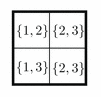 {1, 2} {2, 3}
{1, 3} {2, 3}